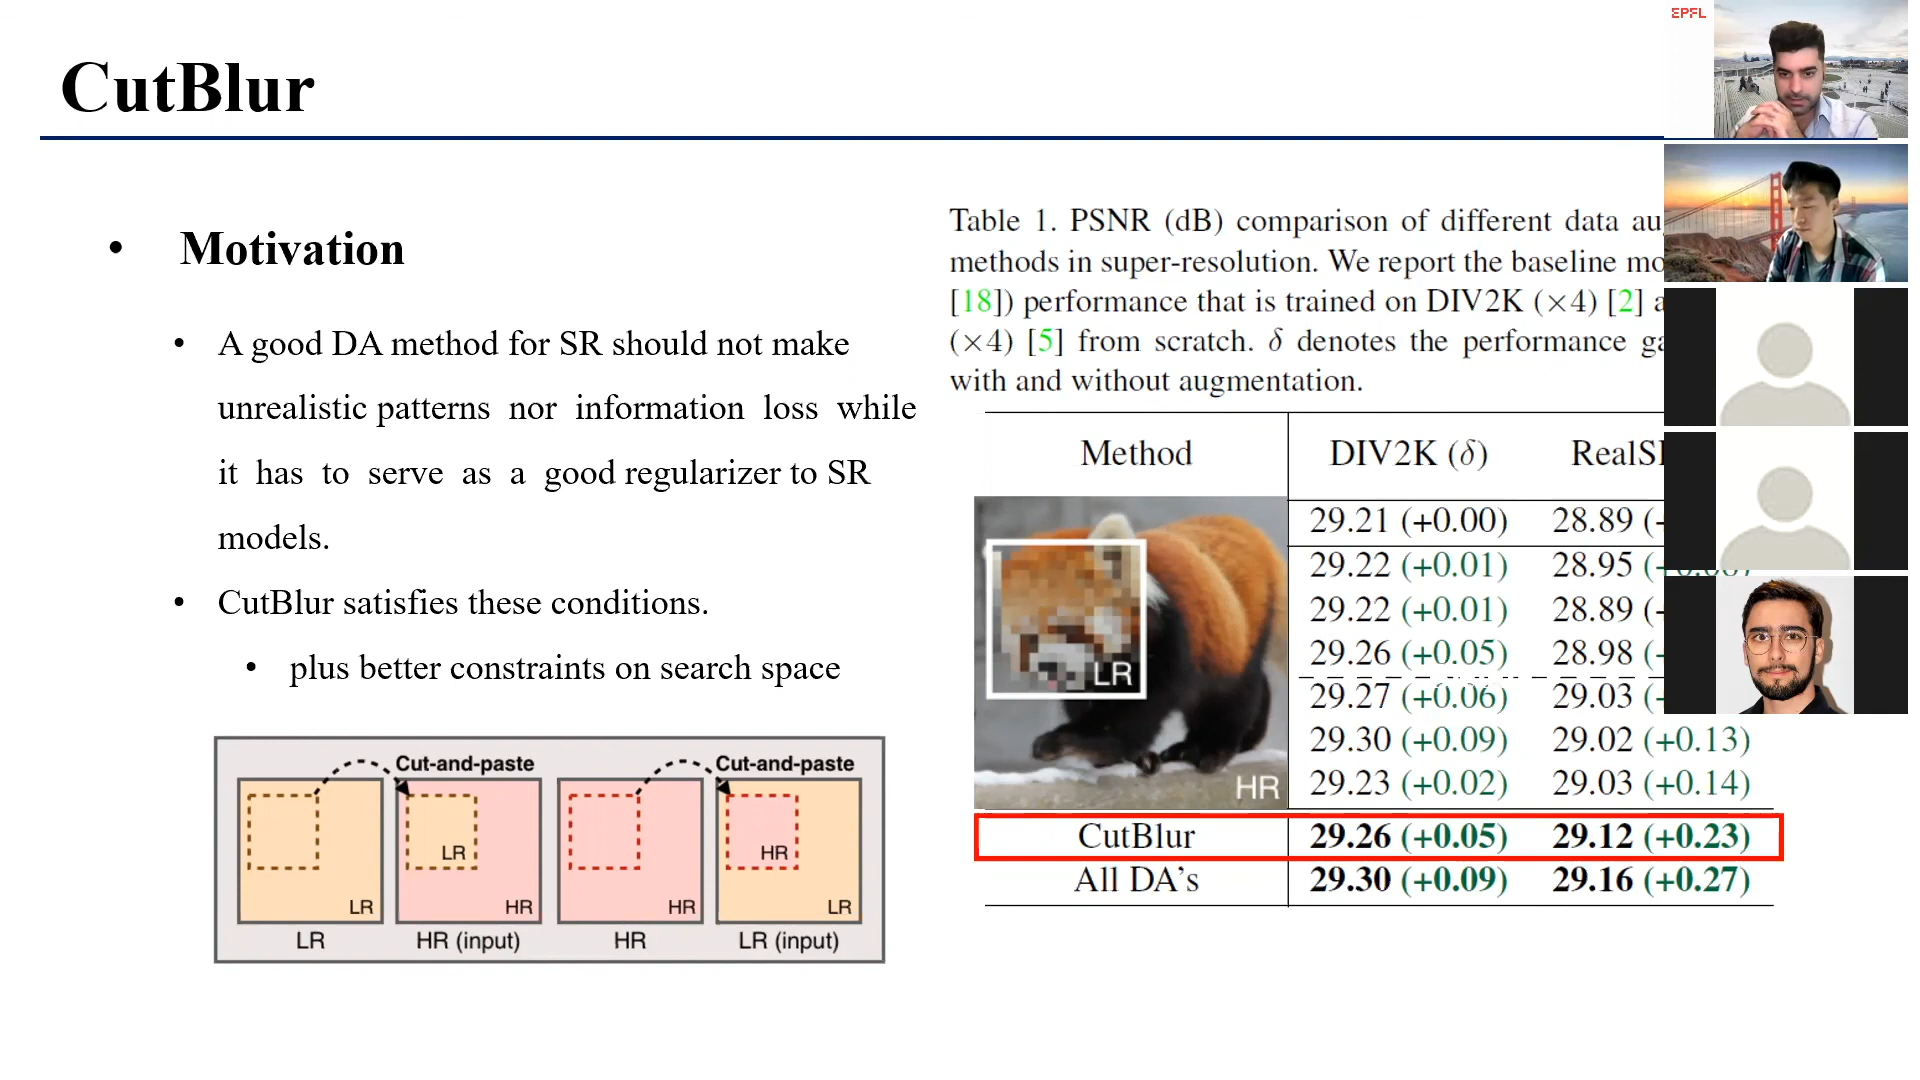 CutBlur
EPFL
• Motivation
• A good DA method for SR should not make
unrealistic patterns nor information loss while
it has to serve as a good regularizer to SR
models.
• CutBlur satisfies these conditions.
• plus better constraints on search space
Cut-and-paste
Cut-and-paste
LR
HR
LR
HR
HR
LR
LR
HR (input)
HR
LR (input)
Table 1. PSNR (dB) comparison of different data au
methods in super-resolution. We report the baseline mo
[18]) performance that is trained on DIV2K (×4) [2] a
(×4) [5] from scratch. δ denotes the performance ga
with and without augmentation.
Method DIV2K (δ) RealS
29.21 (+0.00) 28.89 (
29.22 (+0.01) 28.95 (
29.22 (+0.01) 28.89 (
29.26 (+0.05) 28.98 (
29.27 (+0.06) 29.03 (
29.30 (+0.09) 29.02 (+0.13)
29.23 (+0.02) 29.03 (+0.14)
LR
HR
CutBlur 29.26 (+0.05) 29.12 (+0.23)
All DA's 29.30 (+0.09) 29.16 (+0.27)